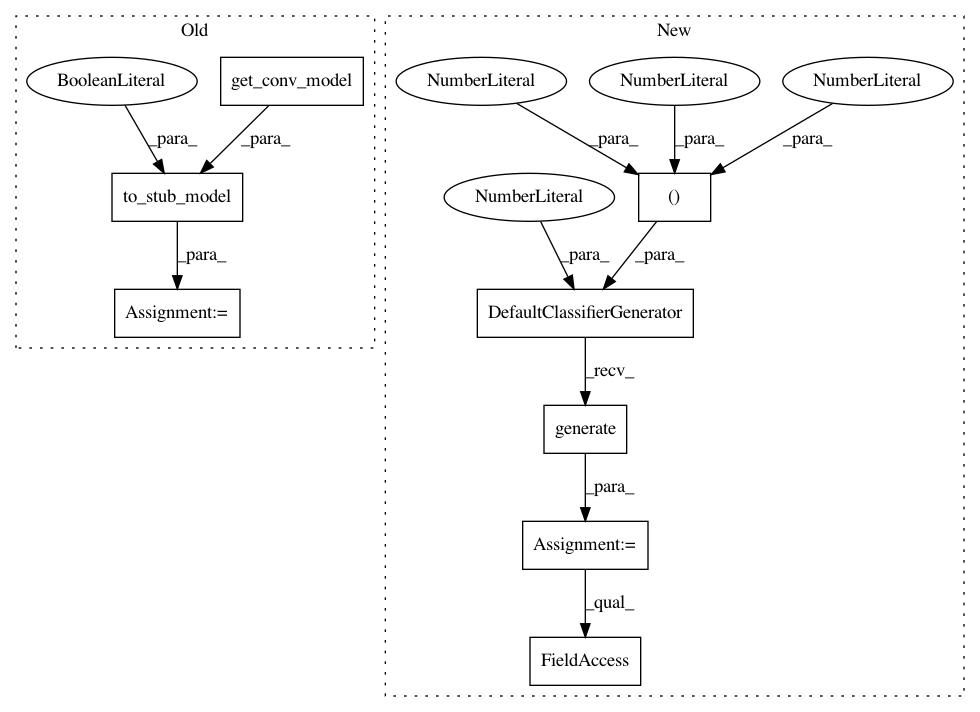 Old
New
BooleanLiteral
get_conv_model
NumberLiteral
NumberLiteral
NumberLiteral
_para_
_para_
_para_
_para_
_para_
to_stub_model
NumberLiteral
()
_para_
_para_
_para_
Assignment:=
DefaultClassifierGenerator
_recv_
generate
_para_
Assignment:=
_qual_
FieldAccess